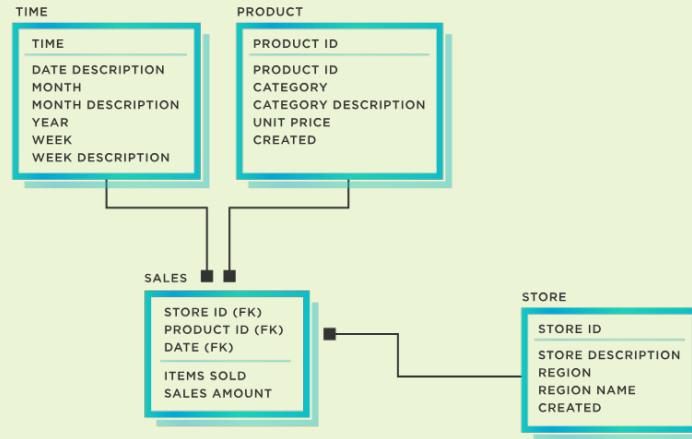 TIME
TIME
DATE DESCRIPTION
MONTH
MONTH DESCRIPTION
YEAR
WEEK
WEEK DESCRIPTION
PRODUCT
PRODUCT ID
PRODUCT ID
CATEGORY
CATEGORY DESCRIPTION
UNIT PRICE
CREATED
SALES
STORE ID (FK)
PRODUCT ID (FK)
DATE (FK)
ITEMS SOLD
SALES AMOUNT
STORE
STORE ID
STORE DESCRIPTION
REGION
REGION NAME
CREATED